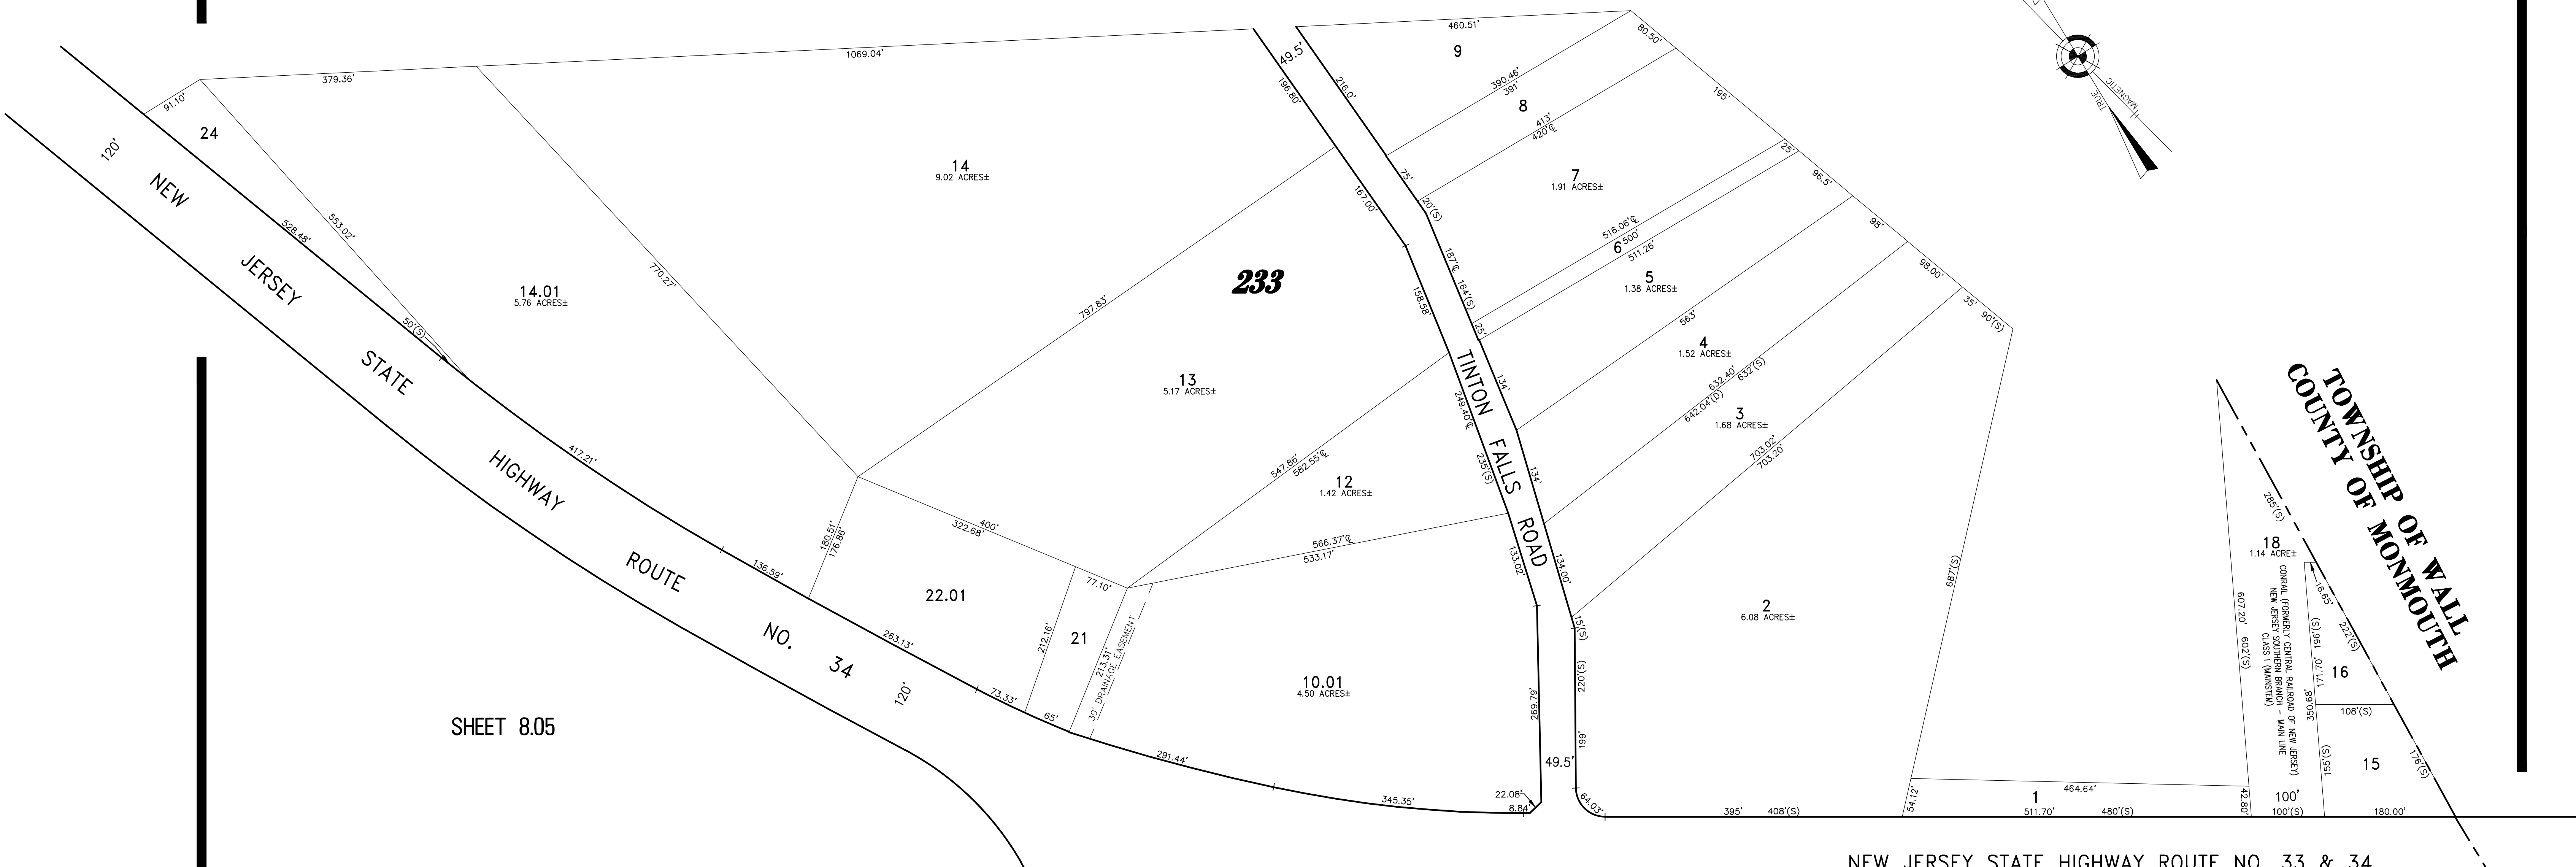 460.51'
80.50'
9
49.5'
1069.04'
379.36'
91.10'
24
196.80'
216.0'
390.46'
391'
8
413'
420'℄
195'
MAGNETIC
TRUE
120'
NEW
JERSEY
STATE
HIGHWAY
ROUTE
NO.
34
120'
14
9.02 ACRES±
75'
20'(S)
7
1.91 ACRES±
25'
96.5'
167.00'
553.02'
528.48'
770.27'
187'℄
164'(S)
516.06'℄
6
500'
511.26'
98'
233
5
1.38 ACRES±
98.00'
14.01
5.76 ACRES±
50'(S)
797.83'
158.58'
25'
563'
35'
90'(S)
4
1.52 ACRES±
TINTON FALLS ROAD
134'
632.40'
632'(S)
642.04'(D)
13
5.17 ACRES±
249.40'℄
3
1.68 ACRES±
TOWNSHIP OF WALL
COUNTY OF MONMOUTH
417.21'
547.86'
582.55'℄
235'(S)
134'
703.02'
703.20'
12
1.42 ACRES±
285'(S)
180.51'
176.86'
400'
322.68'
566.37'℄
533.17'
133.02'
134.00'
687'(S)
18
1.14 ACRE±
136.59'
77.10'
22.01
16.65'
607.20'
602'(S)
CONRAIL (FORMERLY CENTRAL RAILROAD OF NEW JERSEY)
NEW JERSEY SOUTHERN BRANCH - MAIN LINE
CLASS I (MAINSTEM)
196'(S)
171.70'
350.68'
222'(S)
2
6.08 ACRES±
15'(S)
263.13'
212.16'
21
213.31'
30' DRAINAGE EASEMENT
220'(S)
16
73.33'
65'
10.01
4.50 ACRES±
269.79'
199'
108'(S)
SHEET 8.05
291.44'
49.5'
155'(S)
15
176'(S)
345.35'
22.08'
8.84'
64.03'
54.12'
464.64'
1
42.80'
100'
395'
408'(S)
511.70'
480'(S)
100'(S)
180.00'
NEW JERSEY STATE HIGHWAY ROUTE NO. 33 & 34